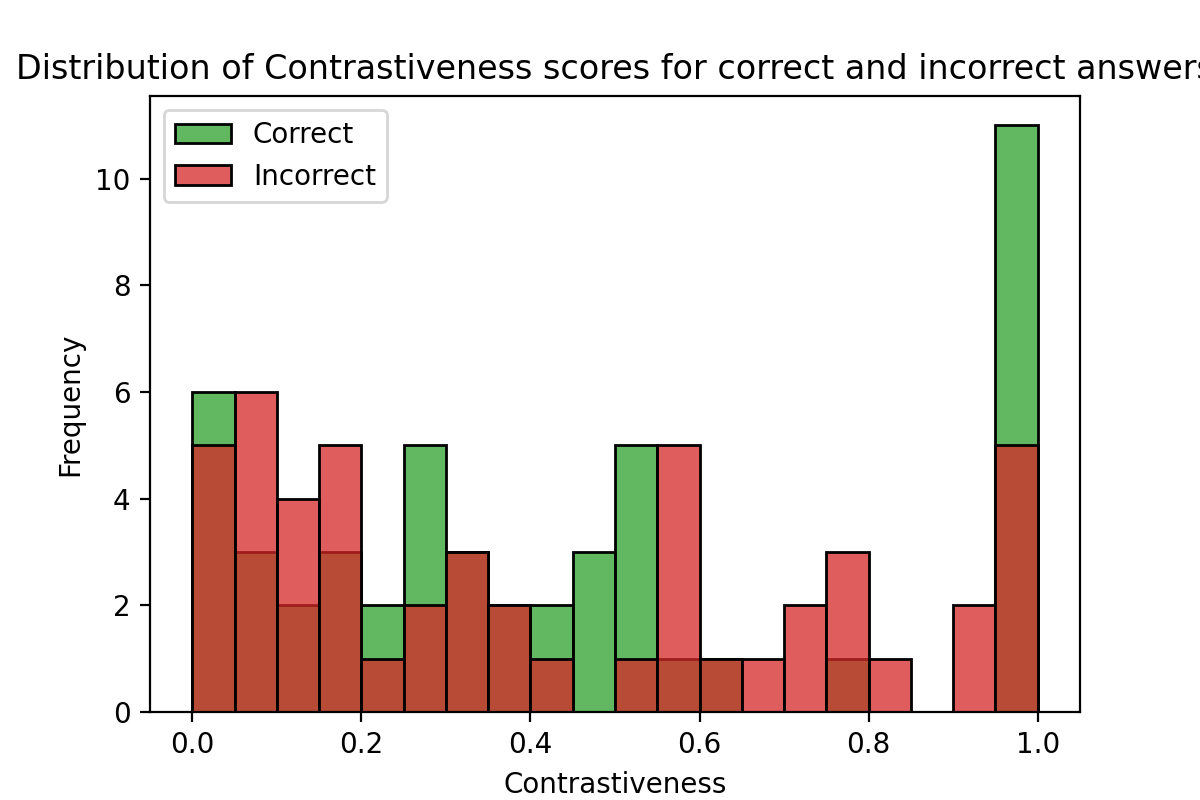 Distribution of Contrastiveness scores for correct and incorrect answers
Correct
Incorrect
Frequency
10
8
6
4
2
0
0.0 0.2 0.4 0.6 0.8 1.0
Contrastiveness